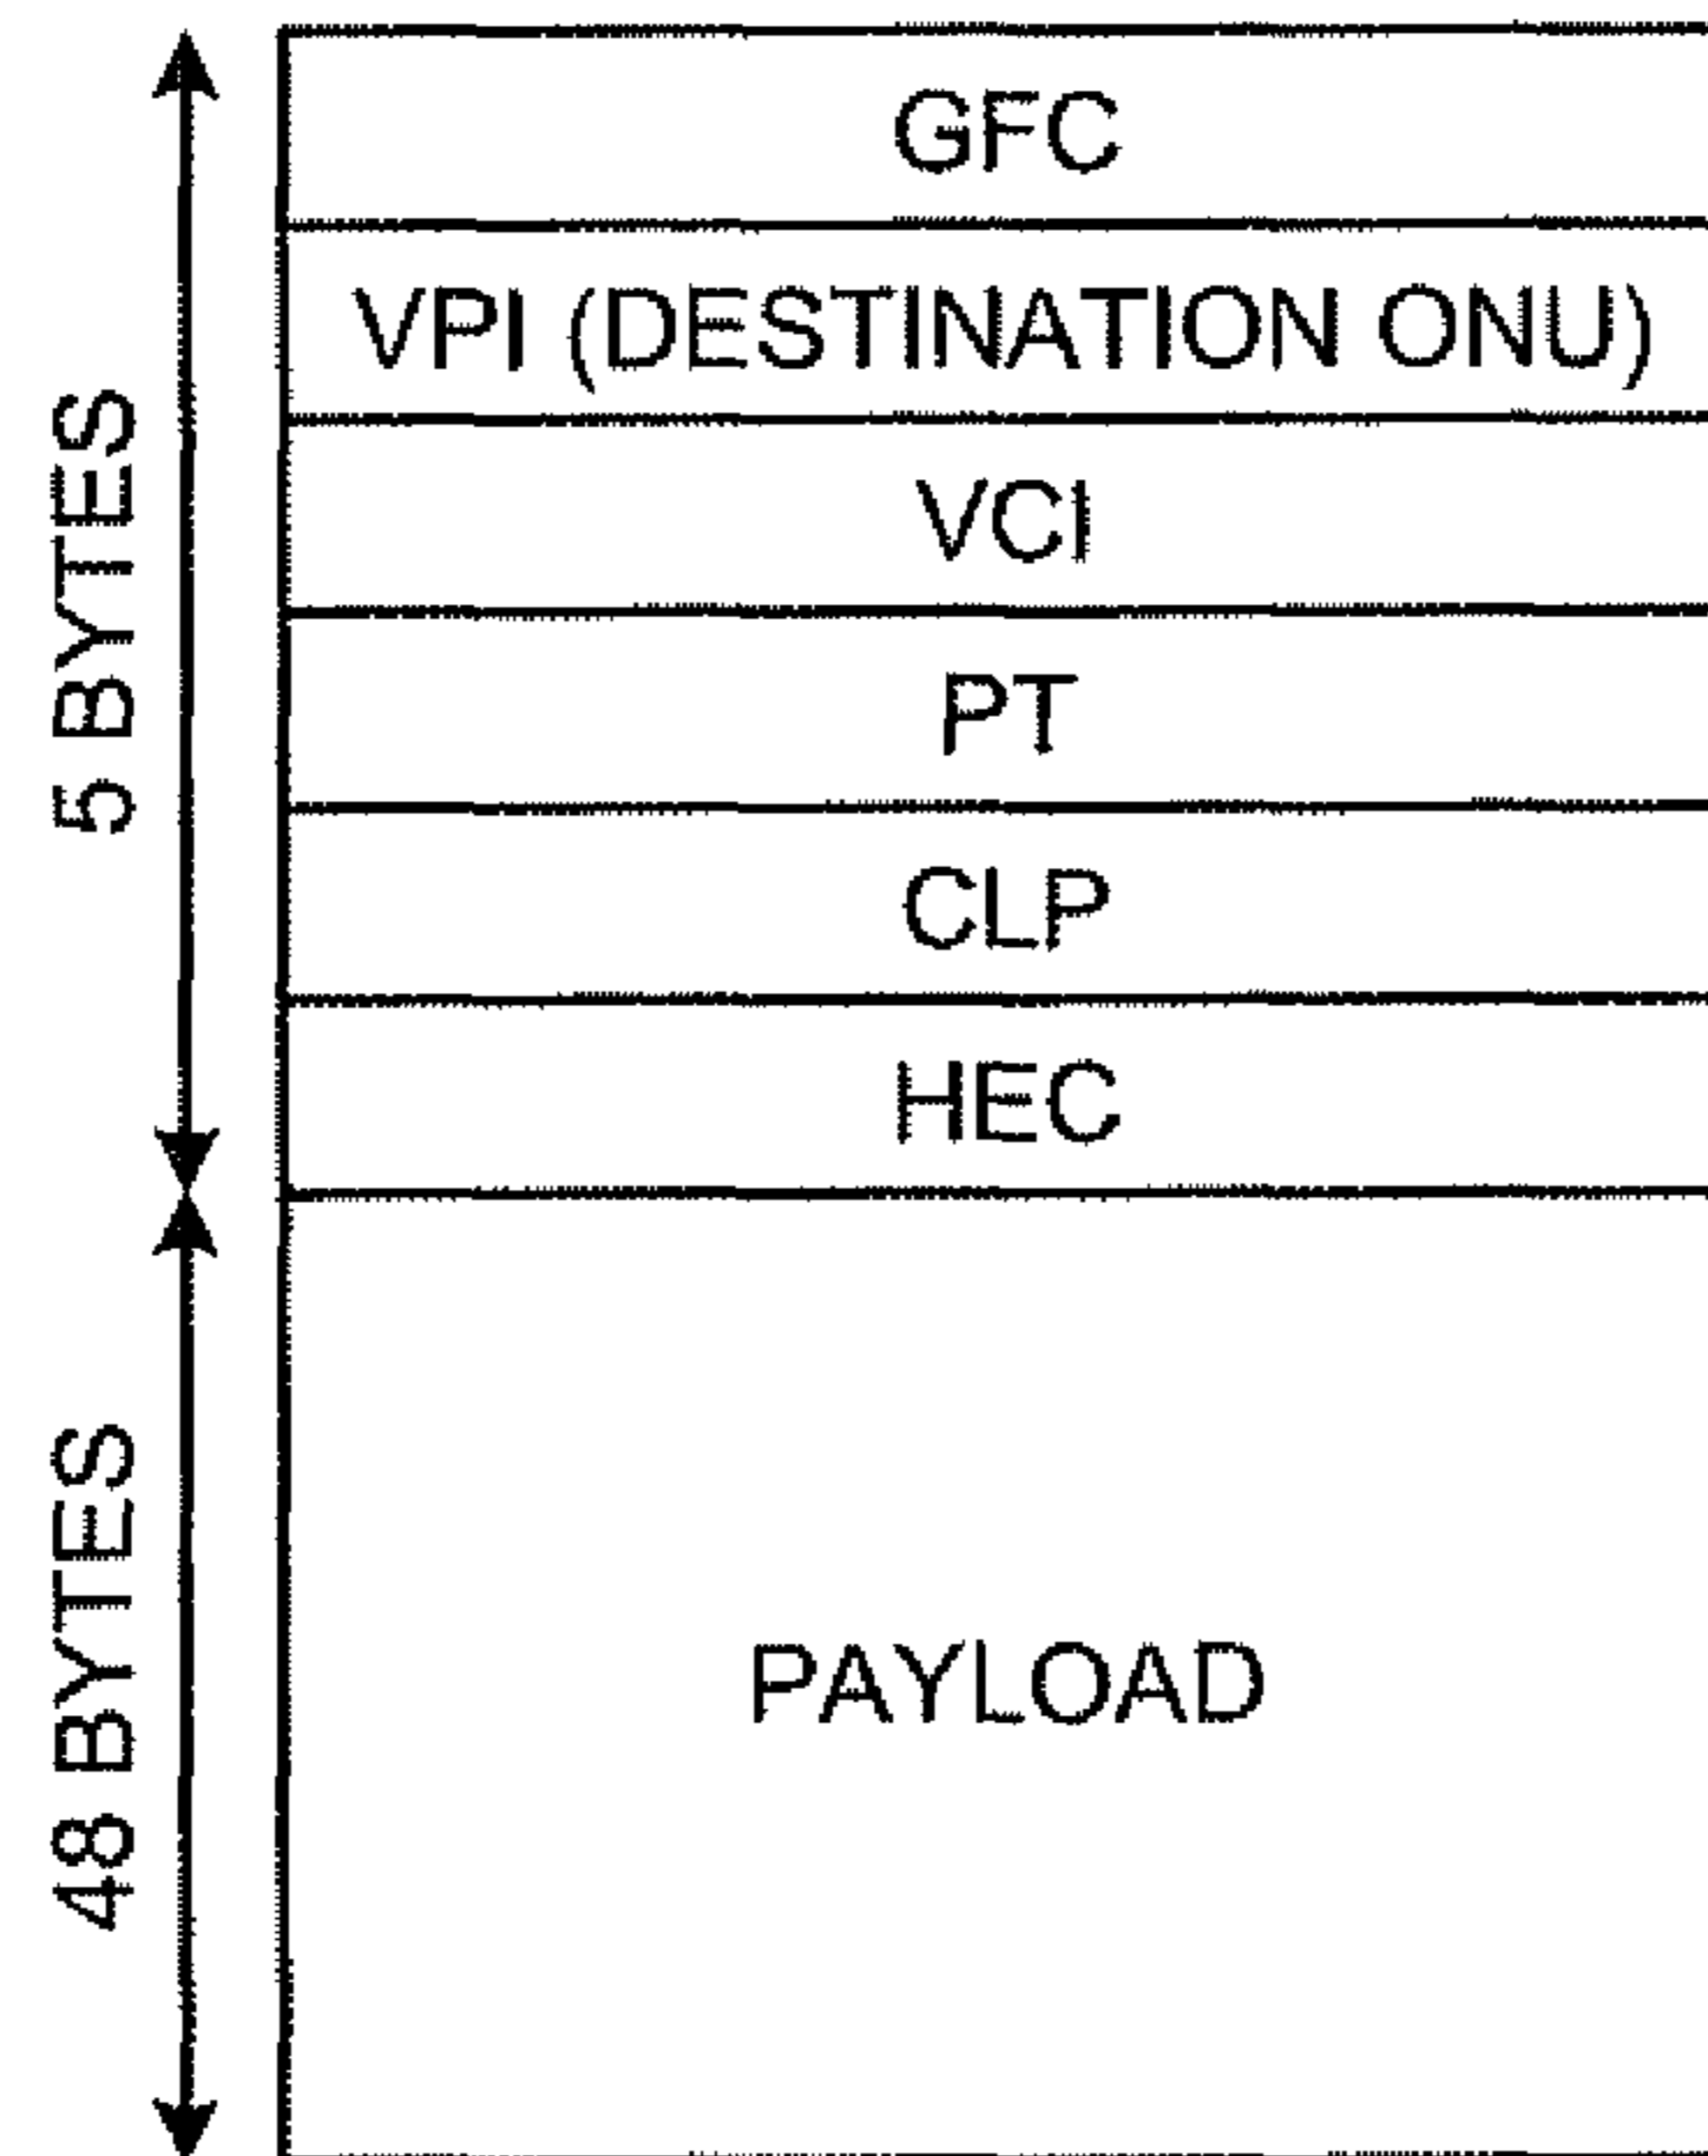 GFC
VPI (DESTINATION ONU)
VCI
PT
CLP
HEC
5 BYTES
PAYLOAD
48 BYTES